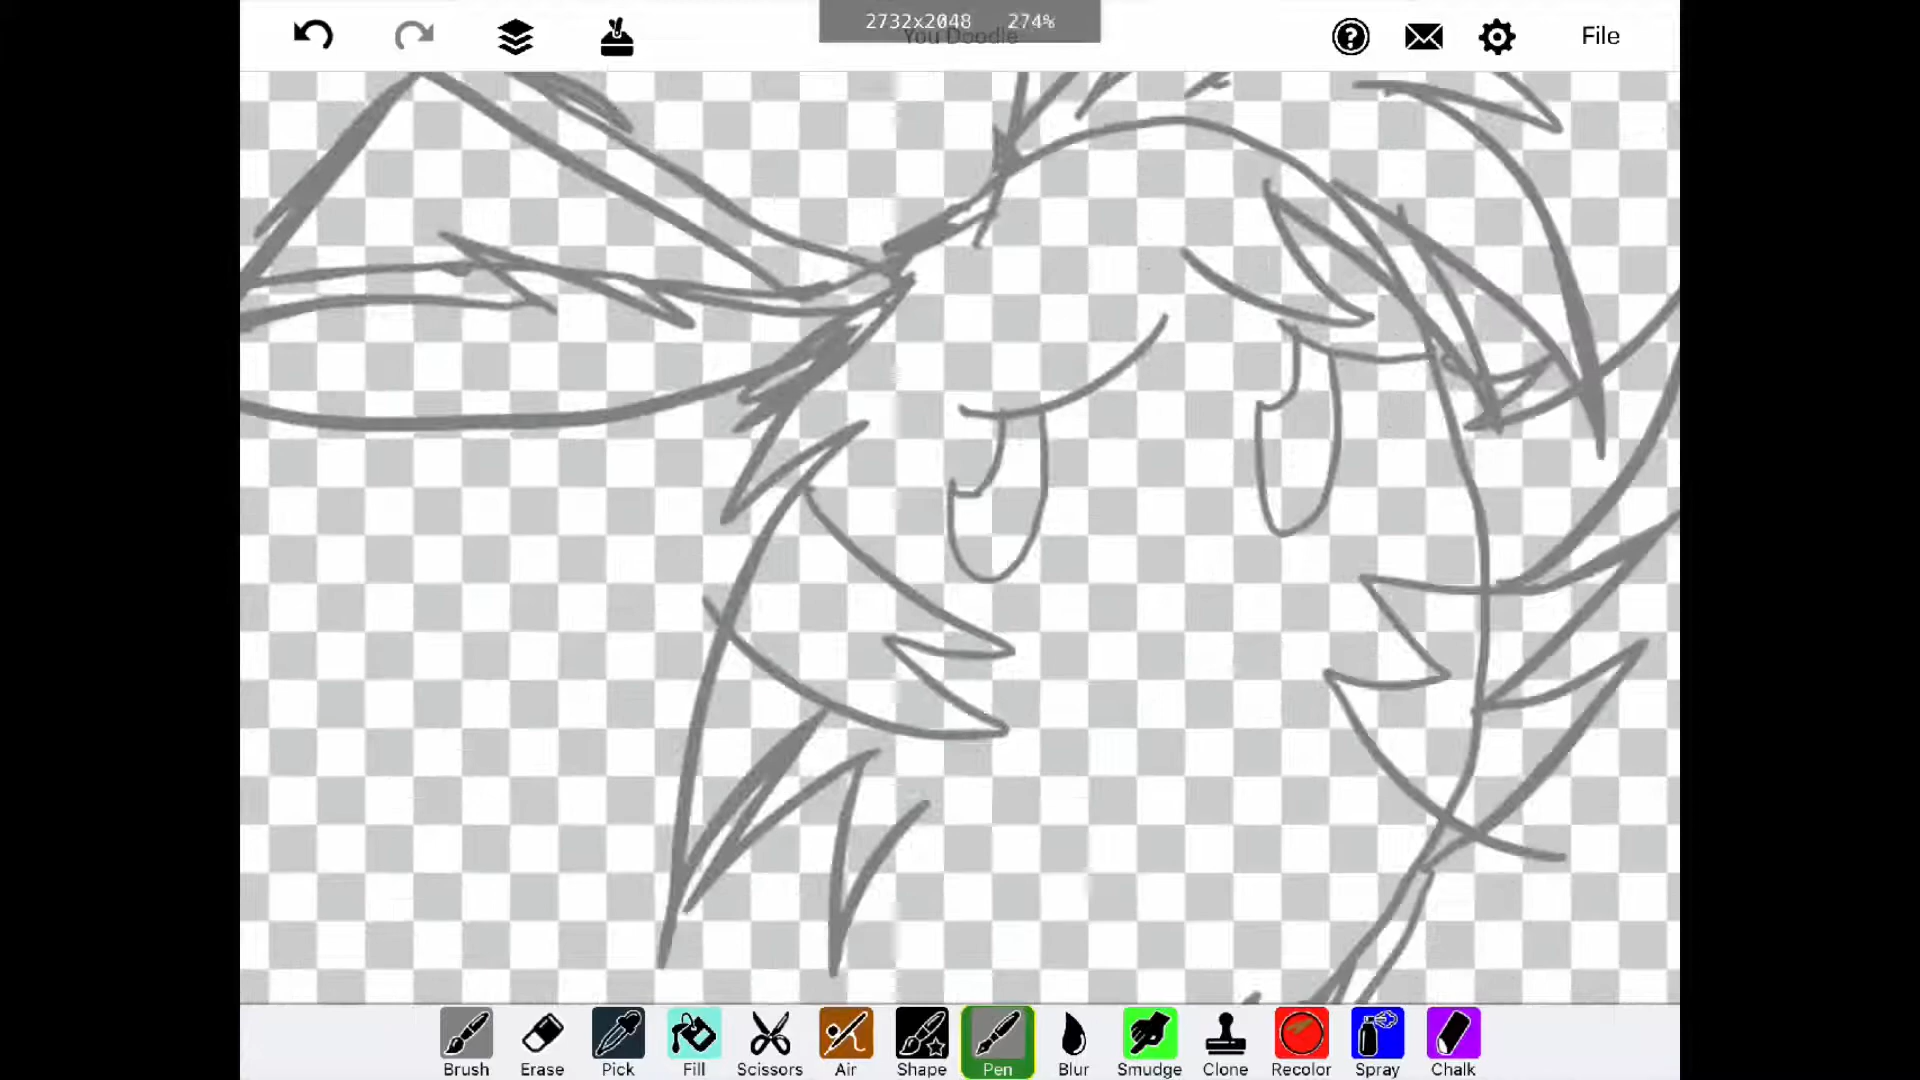 2732x2048 274%
You Doodle
File
Brush Erase Pick Fill Scissors Air Shape Pen Blur Smudge Clone Recolor Spray Chalk